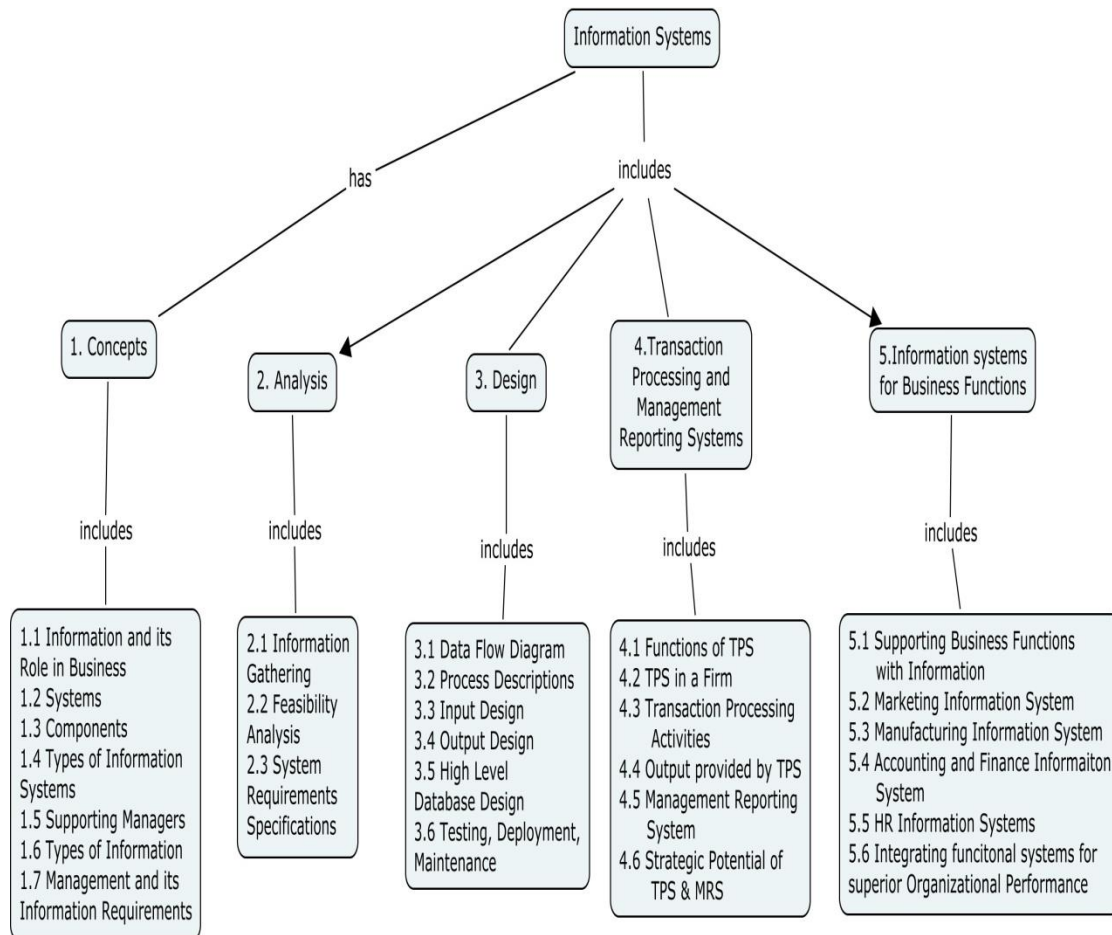 Information Systems
has
includes
1. Concepts
2. Analysis
3. Design
4.Transaction
Processing and
Management
Reporting Systems
5.Information systems
for Business Functions
includes
includes
includes
includes
includes
1.1 Information and its
Role in Business
1.2 Systems
1.3 Components
1.4 Types of Information
Systems
1.5 Supporting Managers
1.6 Types of Information
1.7 Management and its
Information Requirements
2.1 Information
Gathering
2.2 Feasibility
Analysis
2.3 System
Requirements
Specifications
3.1 Data Flow Diagram
3.2 Process Descriptions
3.3 Input Design
3.4 Output Design
3.5 High Level
Database Design
3.6 Testing, Deployment,
Maintenance
4.1 Functions of TPS
4.2 TPS in a Firm
4.3 Transaction Processing
Activities
4.4 Output provided by TPS
4.5 Management Reporting
System
4.6 Strategic Potential of
TPS & MRS
5.1 Supporting Business Functions
with Information
5.2 Marketing Information System
5.3 Manufacturing Information System
5.4 Accounting and Finance Informaiton
System
5.5 HR Information Systems
5.6 Integrating funcitonal systems for
superior Organizational Performance